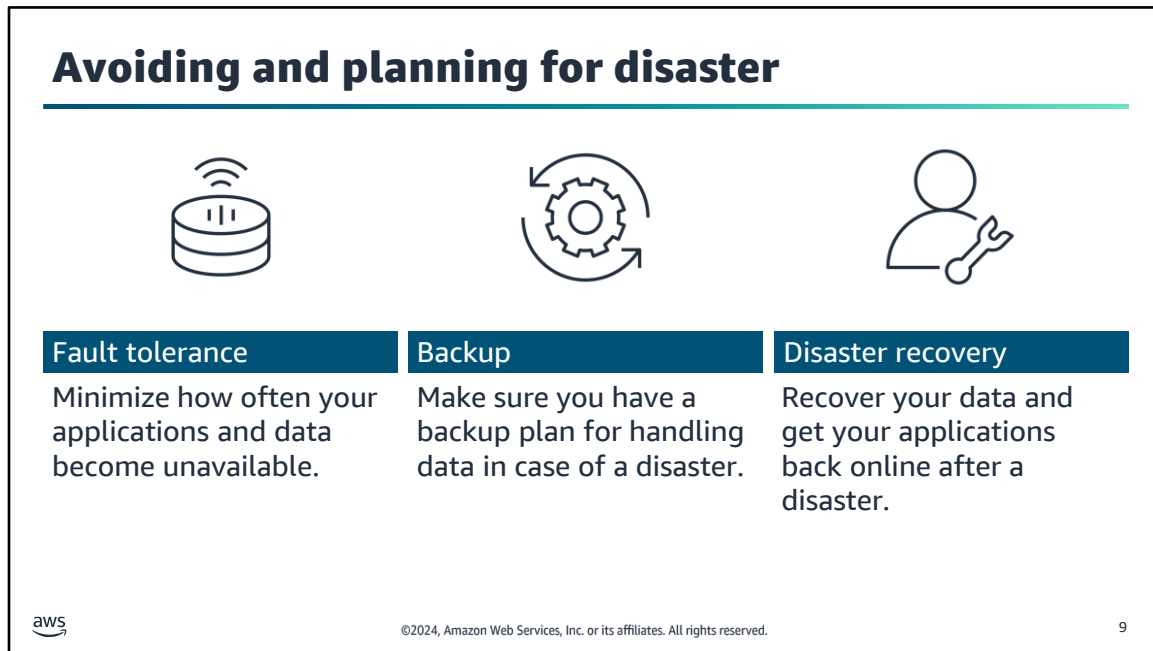 Avoiding and planning for disaster
Fault tolerance
Minimize how often your
applications and data
become unavailable.
Backup
Make sure you have a
backup plan for handling
data in case of a disaster.
Disaster recovery
Recover your data and
get your applications
back online after a
disaster.
aws
©2024, Amazon Web Services, Inc. or its affiliates. All rights reserved.
9